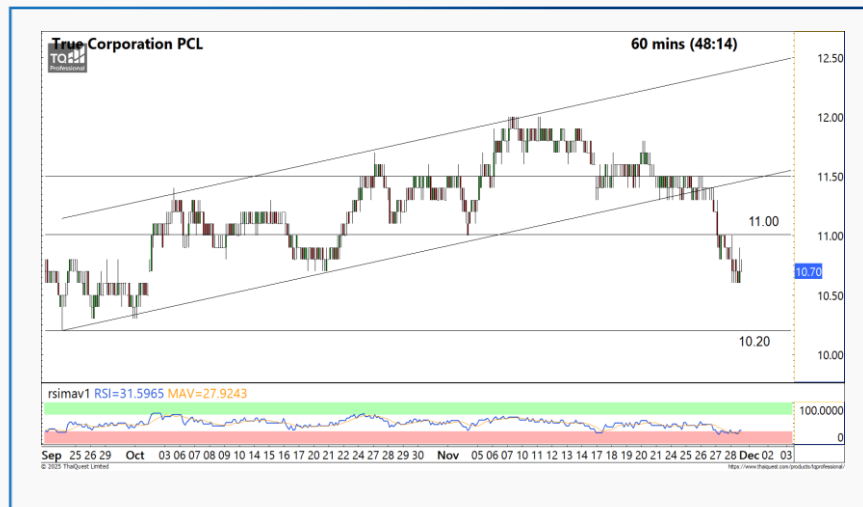 True Corporation PCL
60 mins (48:14)
TQ
Professional
12.50
12.00
11.50
11.00
11.00
10.70
10.50
10.20
10.00
rsimav1 RSI=31.5965 MAV=27.9243
100.0000
0
Sep 25 26 29 Oct 03 06 07 08 09 10 14 15 16 17 20 21 22 24 27 28 29 30 Nov 05 06 07 10 11 12 13 14 17 18 19 20 21 24 25 26 27 28 Dec 02 03
© 2025 ThaiQuest Limited
https://www.thaiquest.com/products/tqprofessional/